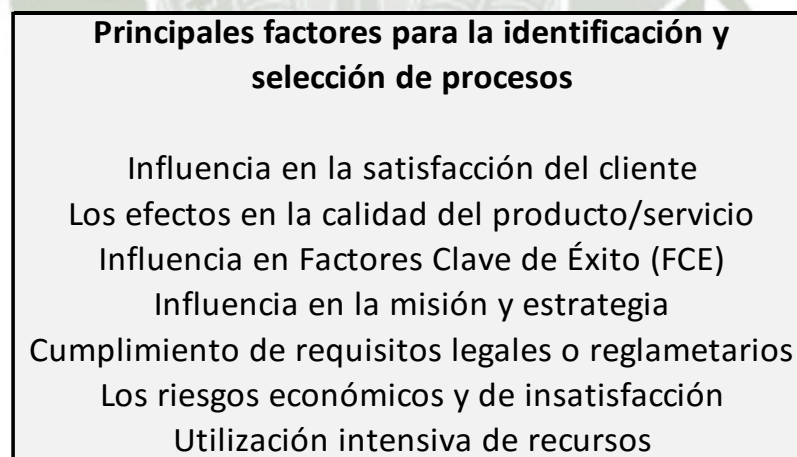 Principales factores para la identificación y
selección de procesos
Influencia en la satisfacción del cliente
Los efectos en la calidad del producto/servicio
Influencia en Factores Clave de Éxito (FCE)
Influencia en la misión y estrategia
Cumplimiento de requisitos legales o reglametarios
Los riesgos económicos y de insatisfacción
Utilización intensiva de recursos